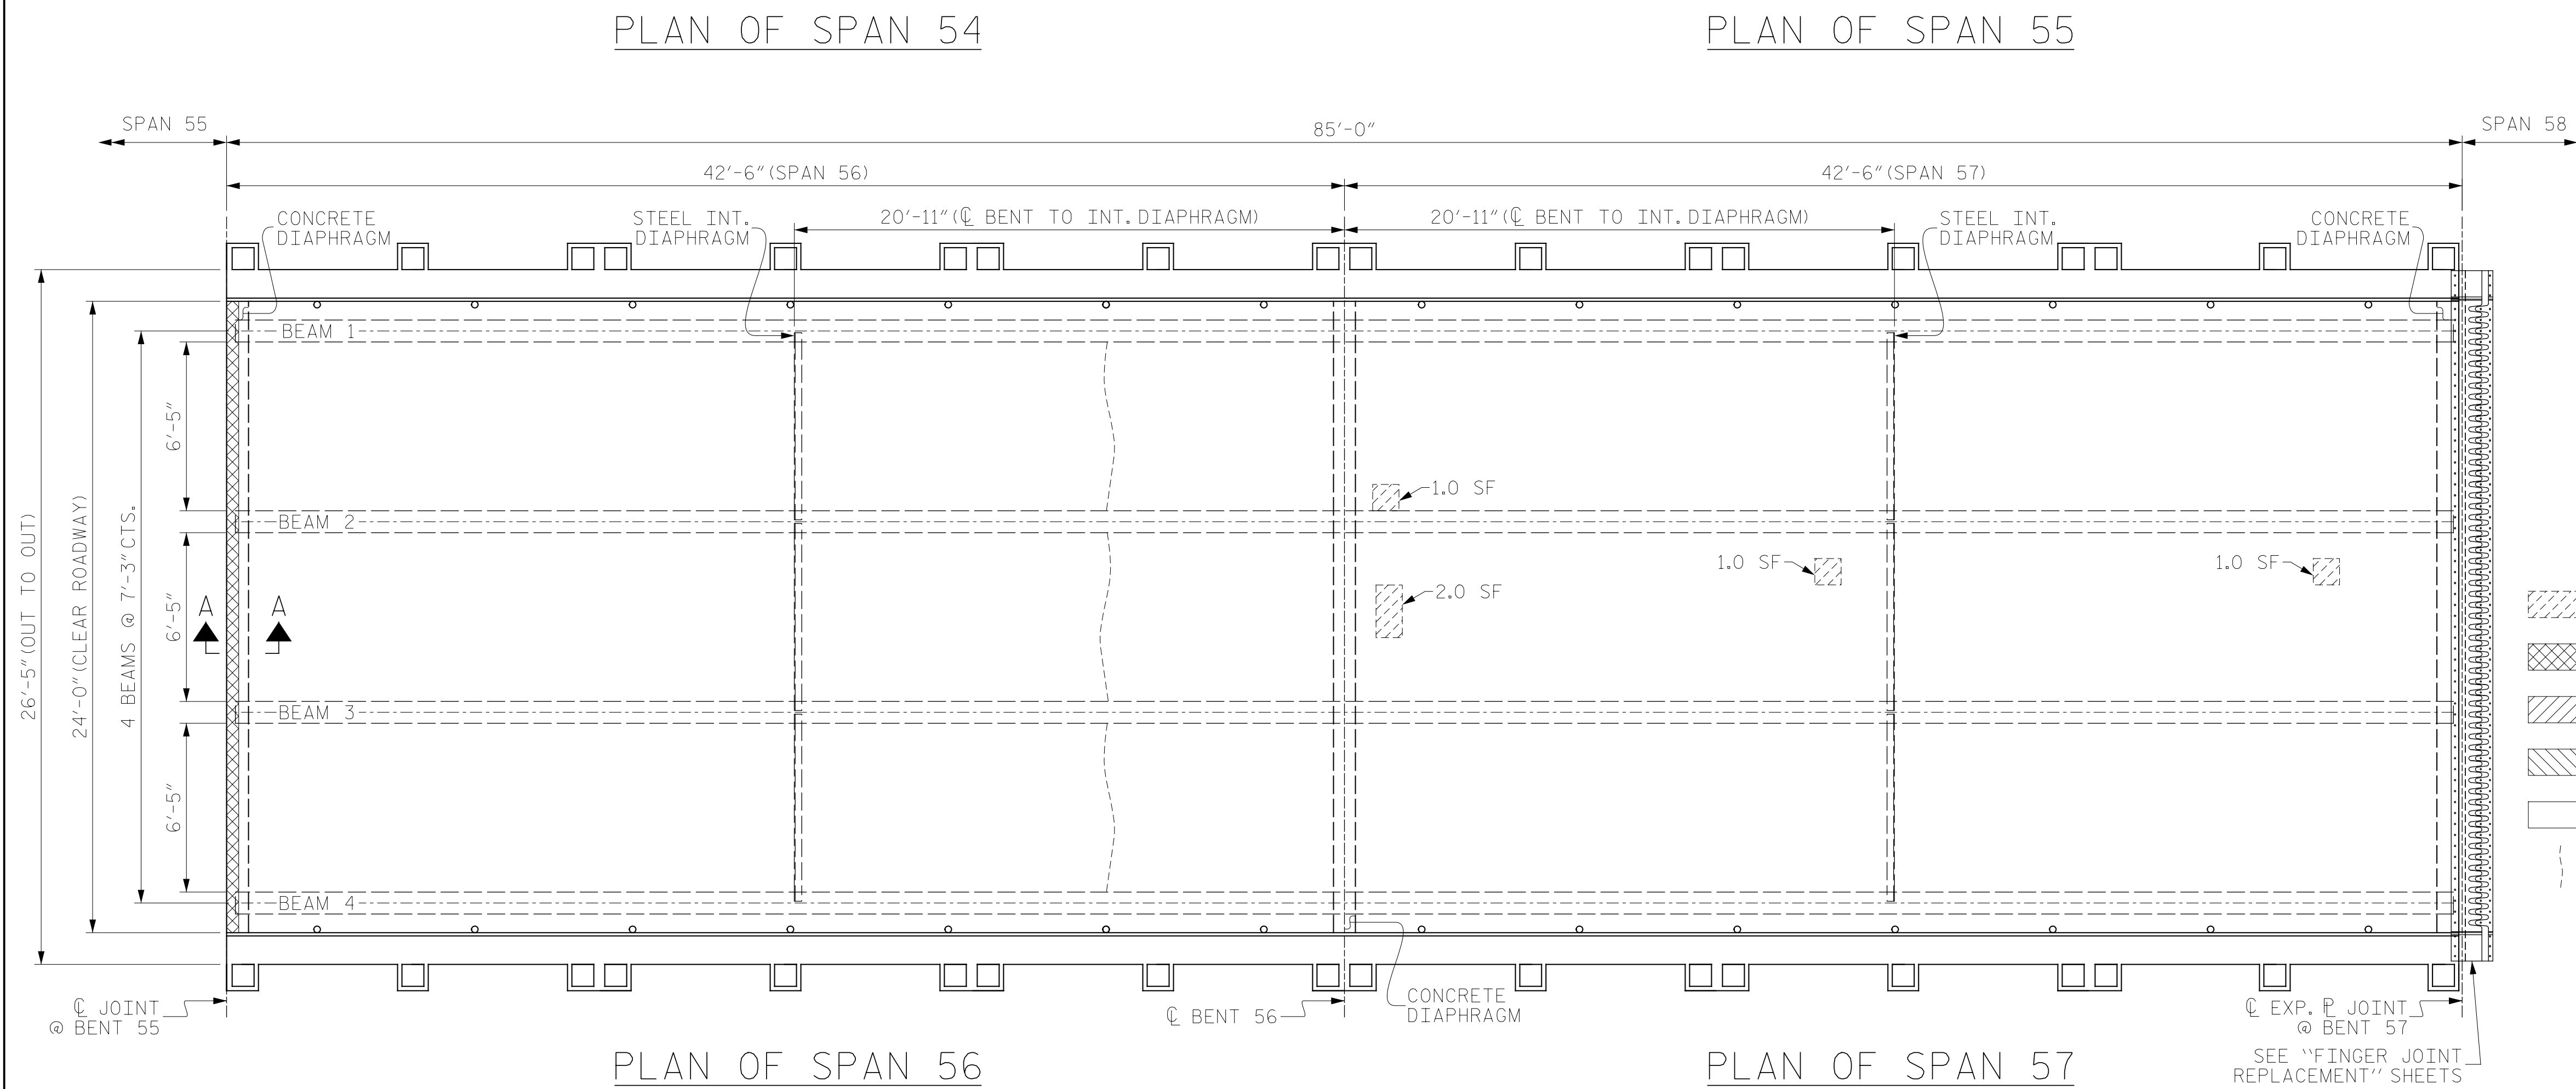 PLAN OF SPAN 54
PLAN OF SPAN 55
SPAN 55
85'-0"
SPAN 58
42'-6"(SPAN 56)
42'-6"(SPAN 57)
CONCRETE
DIAPHRAGM
STEEL INT.
DIAPHRAGM
20'-11"(℄ BENT TO INT. DIAPHRAGM)
20'-11"(℄ BENT TO INT. DIAPHRAGM)
STEEL INT.
DIAPHRAGM
CONCRETE
DIAPHRAGM
26'-5"(OUT TO OUT)
24'-0"(CLEAR ROADWAY)
4 BEAMS @ 7'-3"CTS.
6'-5"
6'-5"
6'-5"
BEAM 1
BEAM 2
BEAM 3
BEAM 4
A
A
1.0 SF
2.0 SF
1.0 SF
1.0 SF
℄ JOINT
@ BENT 55
℄ BENT 56
CONCRETE
DIAPHRAGM
℄ EXP. ⅊ JOINT
@ BENT 57
SEE "FINGER JOINT
REPLACEMENT" SHEETS
PLAN OF SPAN 56
PLAN OF SPAN 57